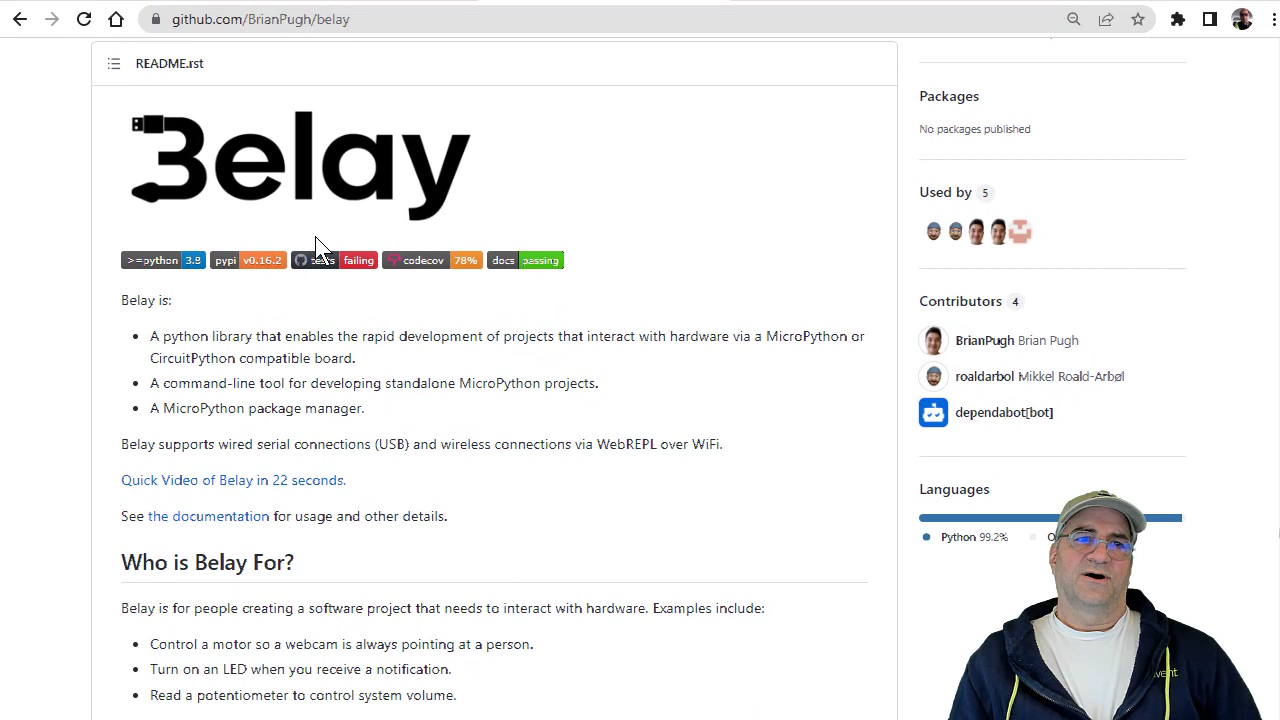 github.com/BrianPugh/belay
README.rst
Belay
>=python 3.8 pypi v0.16.2 tests failing codecov 78% docs passing
Belay is:
A python library that enables the rapid development of projects that interact with hardware via a MicroPython or
CircuitPython compatible board.
A command-line tool for developing standalone MicroPython projects.
A MicroPython package manager.
Belay supports wired serial connections (USB) and wireless connections via WebREPL over WiFi.
Quick Video of Belay in 22 seconds.
See the documentation for usage and other details.
Who is Belay For?
Belay is for people creating a software project that needs to interact with hardware. Examples include:
Control a motor so a webcam is always pointing at a person.
Turn on an LED when you receive a notification.
Read a potentiometer to control system volume.
Packages
No packages published
Used by 5
Contributors 4
BrianPugh Brian Pugh
roaldarbol Mikkel Roald-Arbøl
dependabot[bot]
Languages
Python 99.2%